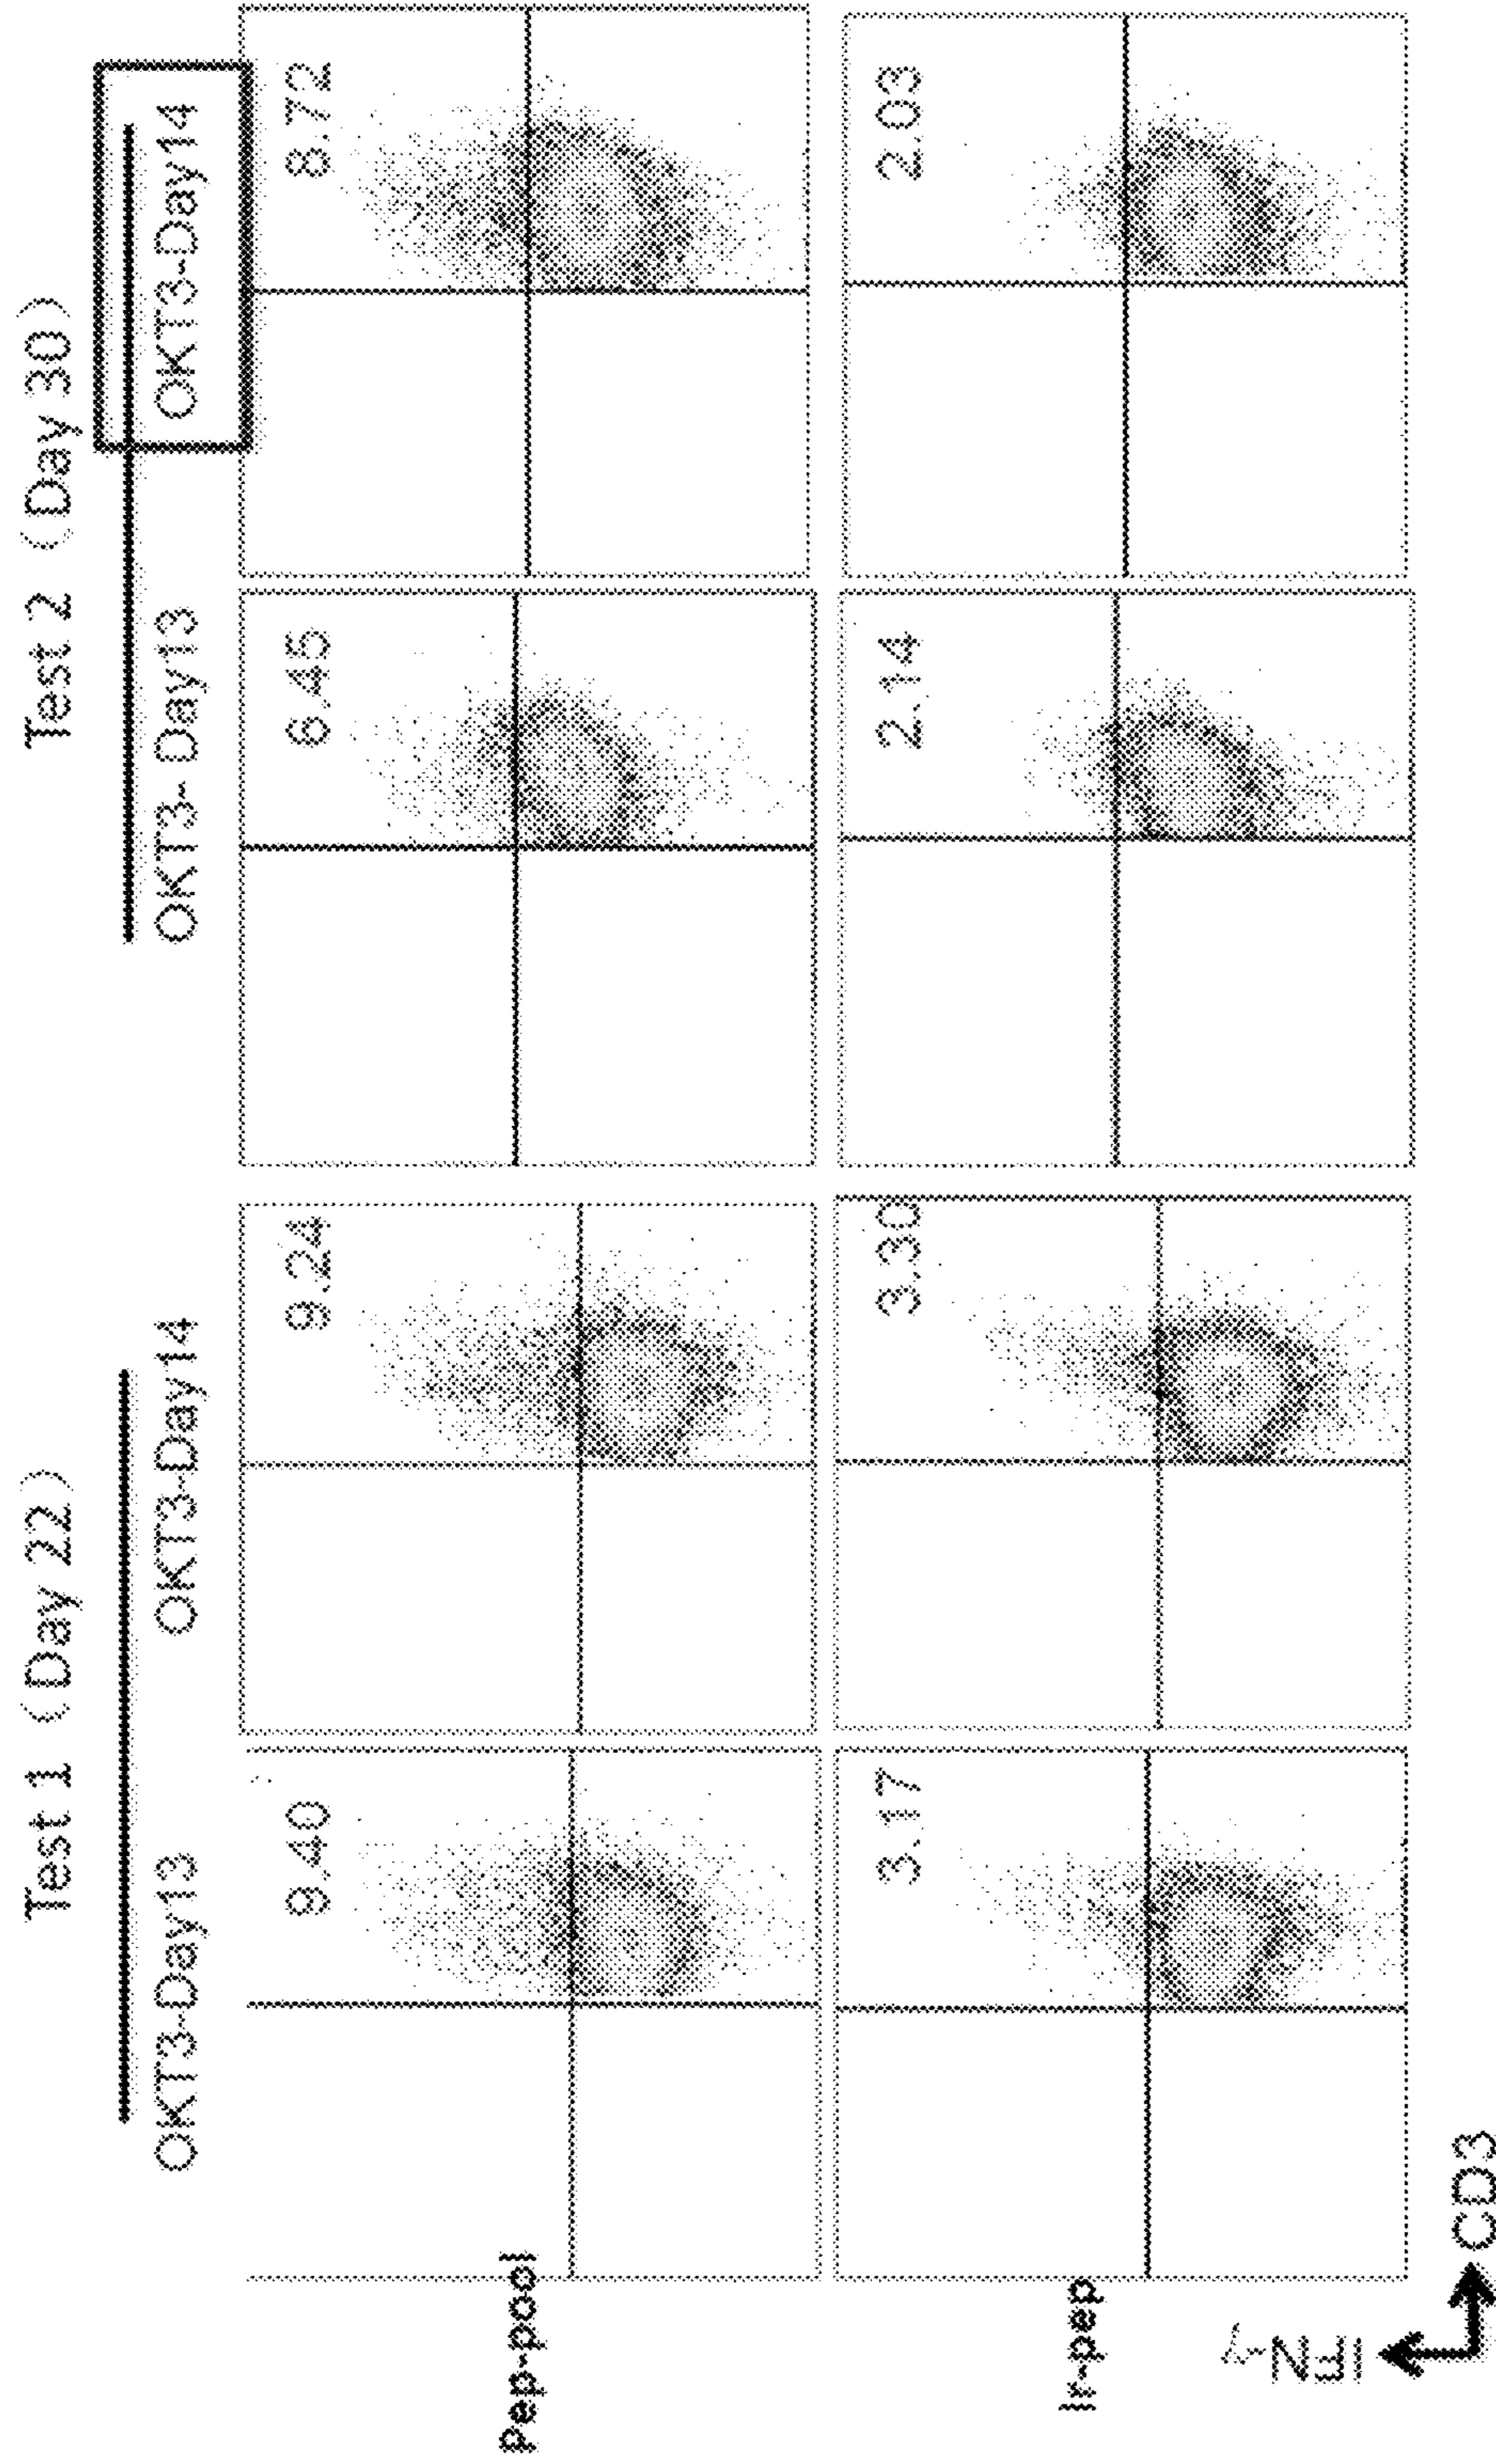 Test 1 (Day 22)
Test 2 (Day 30)
OKT3-Day13
OKT3-Day14
OKT3- Day13
OKT3-Day14
Pep-pool
9.40
9.24
6.45
8.72
Ir-pep
3.17
3.30
2.14
2.03
IFN-γ
CD3